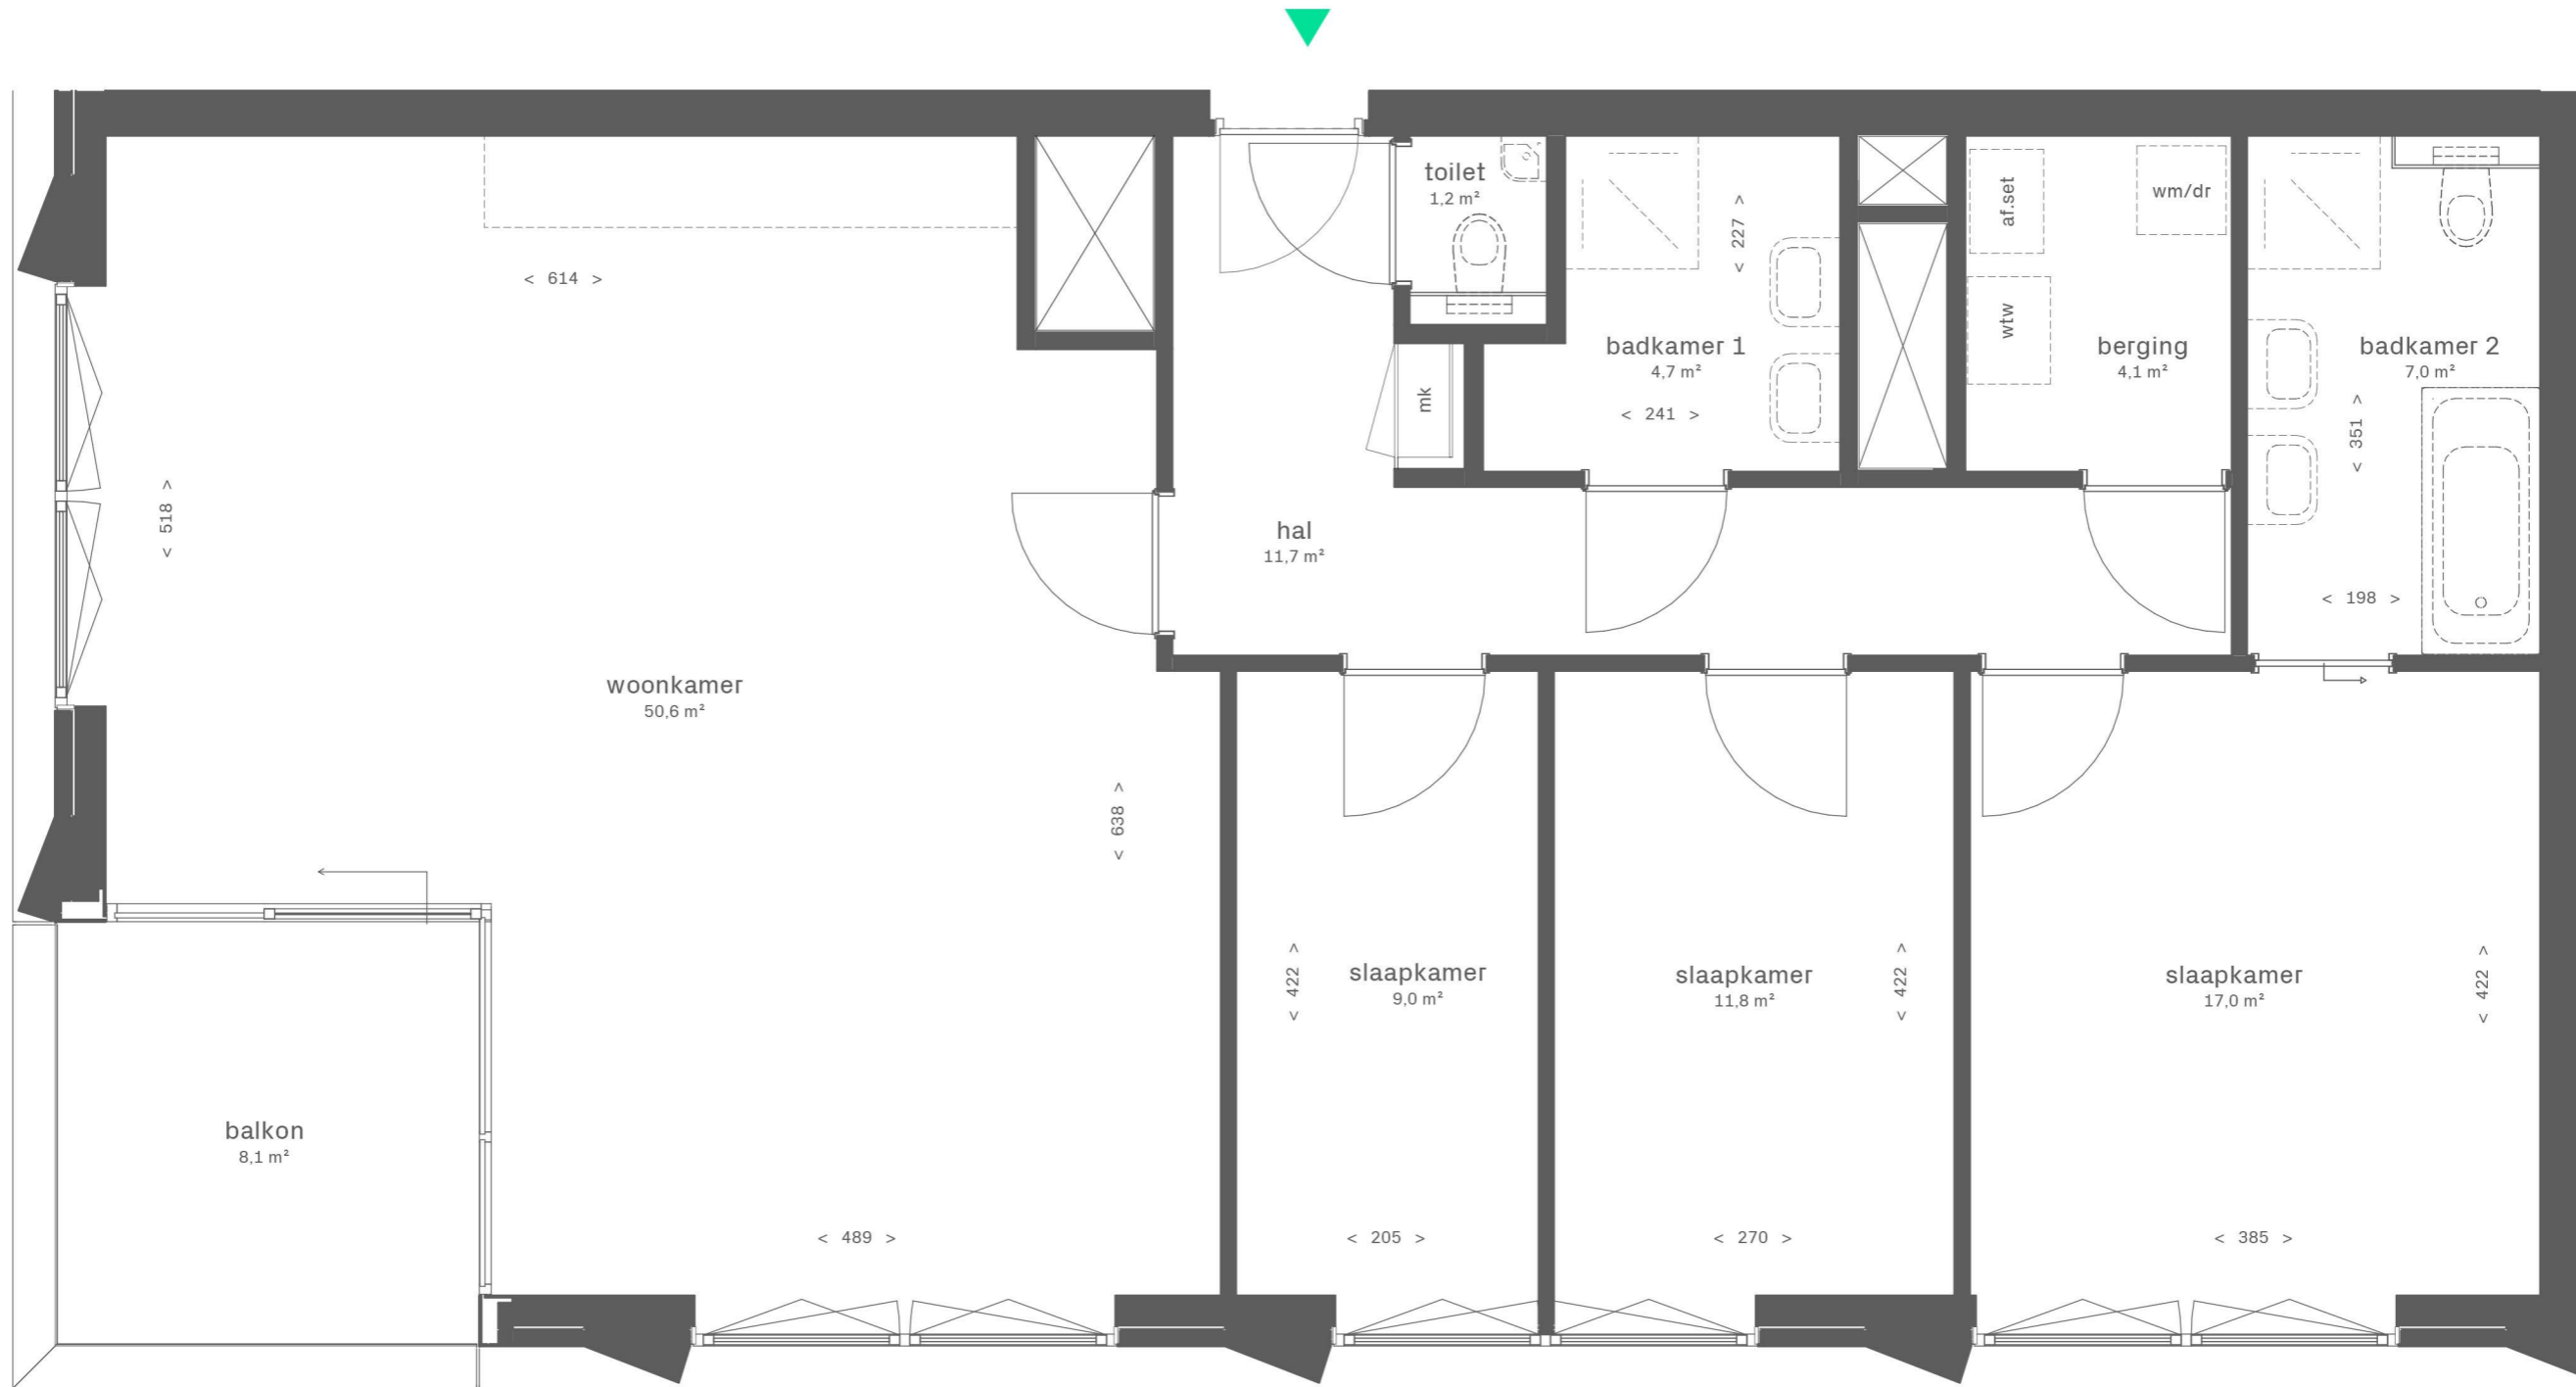 toilet
1,2 m²
af.set
wm/dr
< 227 >
< 614 >
wtw
badkamer 1
4,7 m²
berging
4,1 m²
badkamer 2
7,0 m²
mk
< 241 >
< 351 >
< 518 >
hal
11,7 m²
< 198 >
woonkamer
50,6 m²
< 638 >
< 422 >
slaapkamer
9,0 m²
slaapkamer
11,8 m²
< 422 >
slaapkamer
17,0 m²
< 422 >
balkon
8,1 m²
< 489 >
< 205 >
< 270 >
< 385 >